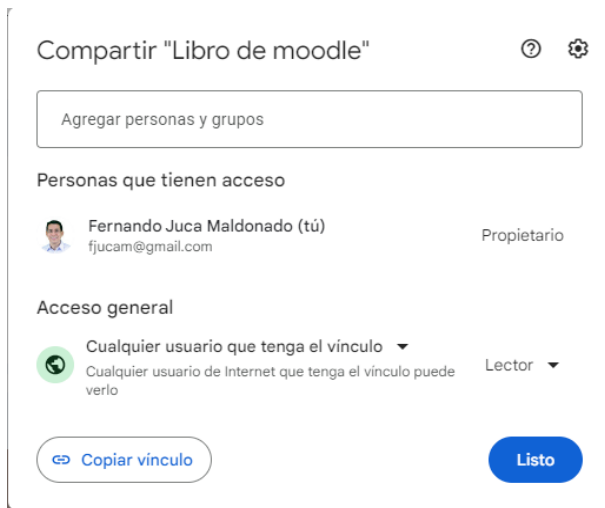 Compartir "Libro de moodle"
Agregar personas y grupos
Personas que tienen acceso
Fernando Juca Maldonado (tú)
fjucam@gmail.com
Propietario
Acceso general
Cualquier usuario que tenga el vínculo
Cualquier usuario de Internet que tenga el vínculo puede
verlo
Lector
Copiar vínculo
Listo